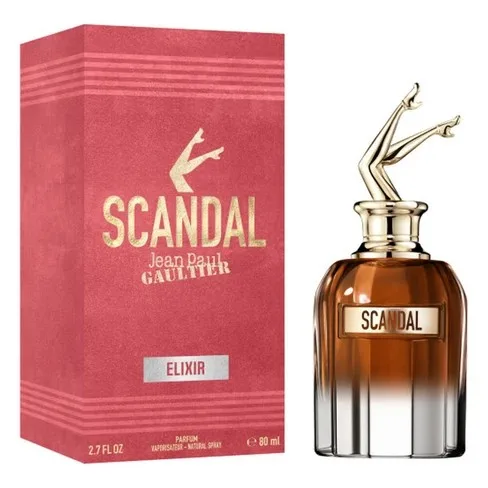 SCANDAL
Jean Paul
GAULTIER
ELIXIR
2.7 FL OZ
PARFUM
VAPORISATEUR - NATURAL SPRAY
℮ 80 ml
SCANDAL